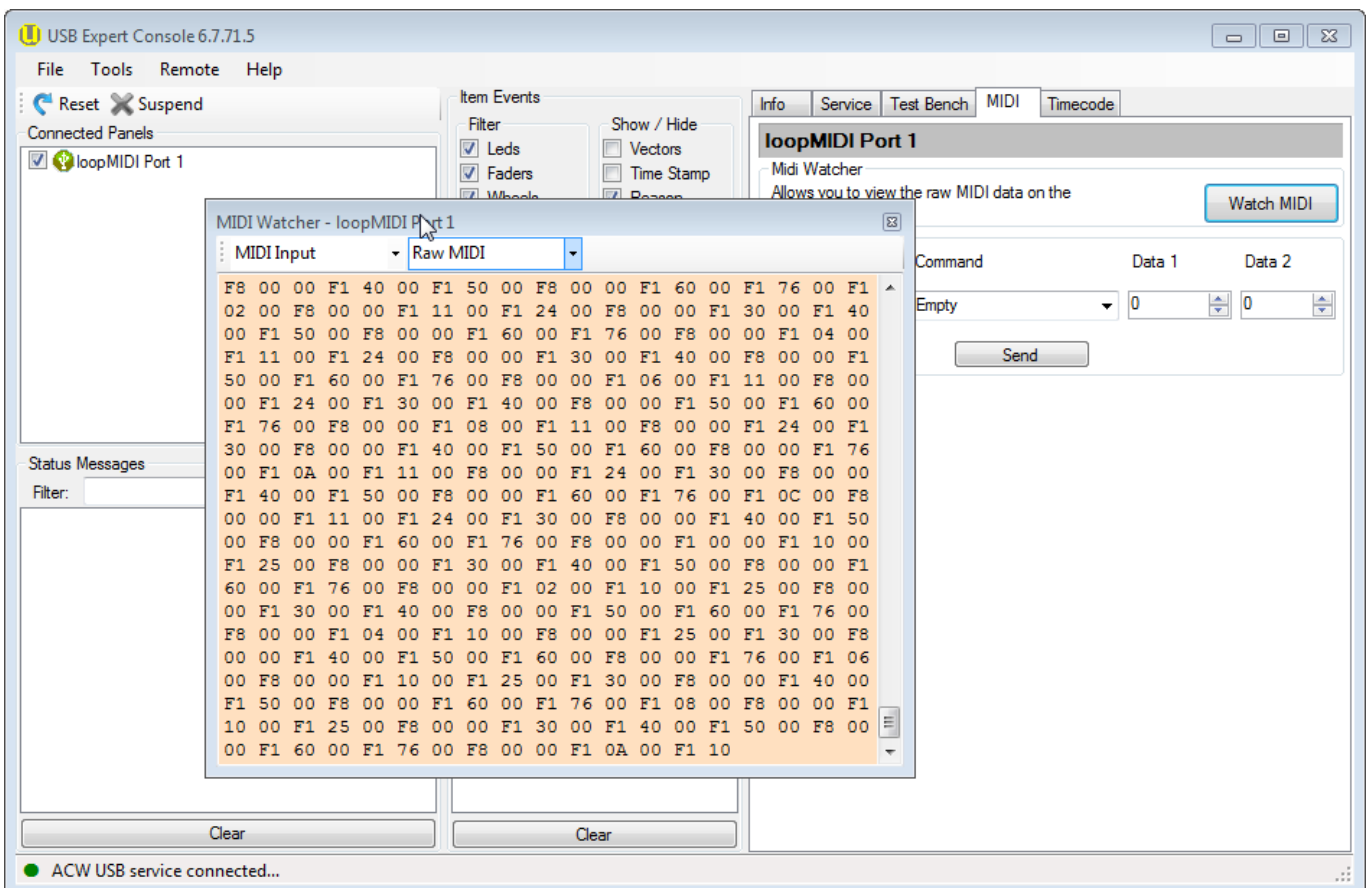 USB Expert Console 6.7.71.5
File Tools Remote Help
Reset Suspend
Connected Panels
loopMIDI Port 1
Item Events
Filter
Leds
Faders
Wheels
Show / Hide
Vectors
Time Stamp
Reason
Info Service Test Bench MIDI Timecode
loopMIDI Port 1
Midi Watcher
Allows you to view the raw MIDI data on the
Watch MIDI
Command Data 1 Data 2
Empty 0 0
Send
MIDI Watcher - loopMIDI Port 1
MIDI Input Raw MIDI
F8 00 00 F1 40 00 F1 50 00 F8 00 00 F1 60 00 F1 76 00 F1
02 00 F8 00 00 F1 11 00 F1 24 00 F8 00 00 F1 30 00 F1 40
00 F1 50 00 F8 00 00 F1 60 00 F1 76 00 F8 00 00 F1 04 00
F1 11 00 F1 24 00 F8 00 00 F1 30 00 F1 40 00 F8 00 00 F1
50 00 F1 60 00 F1 76 00 F8 00 00 F1 06 00 F1 11 00 F8 00
00 F1 24 00 F1 30 00 F1 40 00 F8 00 00 F1 50 00 F1 60 00
F1 76 00 F8 00 00 F1 08 00 F1 11 00 F8 00 00 F1 24 00 F1
30 00 F8 00 00 F1 40 00 F1 50 00 F1 60 00 F8 00 00 F1 76
00 F1 0A 00 F1 11 00 F8 00 00 F1 24 00 F1 30 00 F8 00 00
F1 40 00 F1 50 00 F8 00 00 F1 60 00 F1 76 00 F1 0C 00 F8
00 00 F1 11 00 F1 24 00 F1 30 00 F8 00 00 F1 40 00 F1 50
00 F8 00 00 F1 60 00 F1 76 00 F8 00 00 F1 00 00 F1 10 00
F1 25 00 F8 00 00 F1 30 00 F1 40 00 F1 50 00 F8 00 00 F1
60 00 F1 76 00 F8 00 00 F1 02 00 F1 10 00 F1 25 00 F8 00
00 F1 30 00 F1 40 00 F8 00 00 F1 50 00 F1 60 00 F1 76 00
F8 00 00 F1 04 00 F1 10 00 F8 00 00 F1 25 00 F1 30 00 F8
00 00 F1 40 00 F1 50 00 F1 60 00 F8 00 00 F1 76 00 F1 06
00 F8 00 00 F1 10 00 F1 25 00 F1 30 00 F8 00 00 F1 40 00
F1 50 00 F8 00 00 F1 60 00 F1 76 00 F1 08 00 F8 00 00 F1
10 00 F1 25 00 F8 00 00 F1 30 00 F1 40 00 F1 50 00 F8 00
00 F1 60 00 F1 76 00 F8 00 00 F1 0A 00 F1 10
Status Messages
Filter:
Clear
Clear
ACW USB service connected...